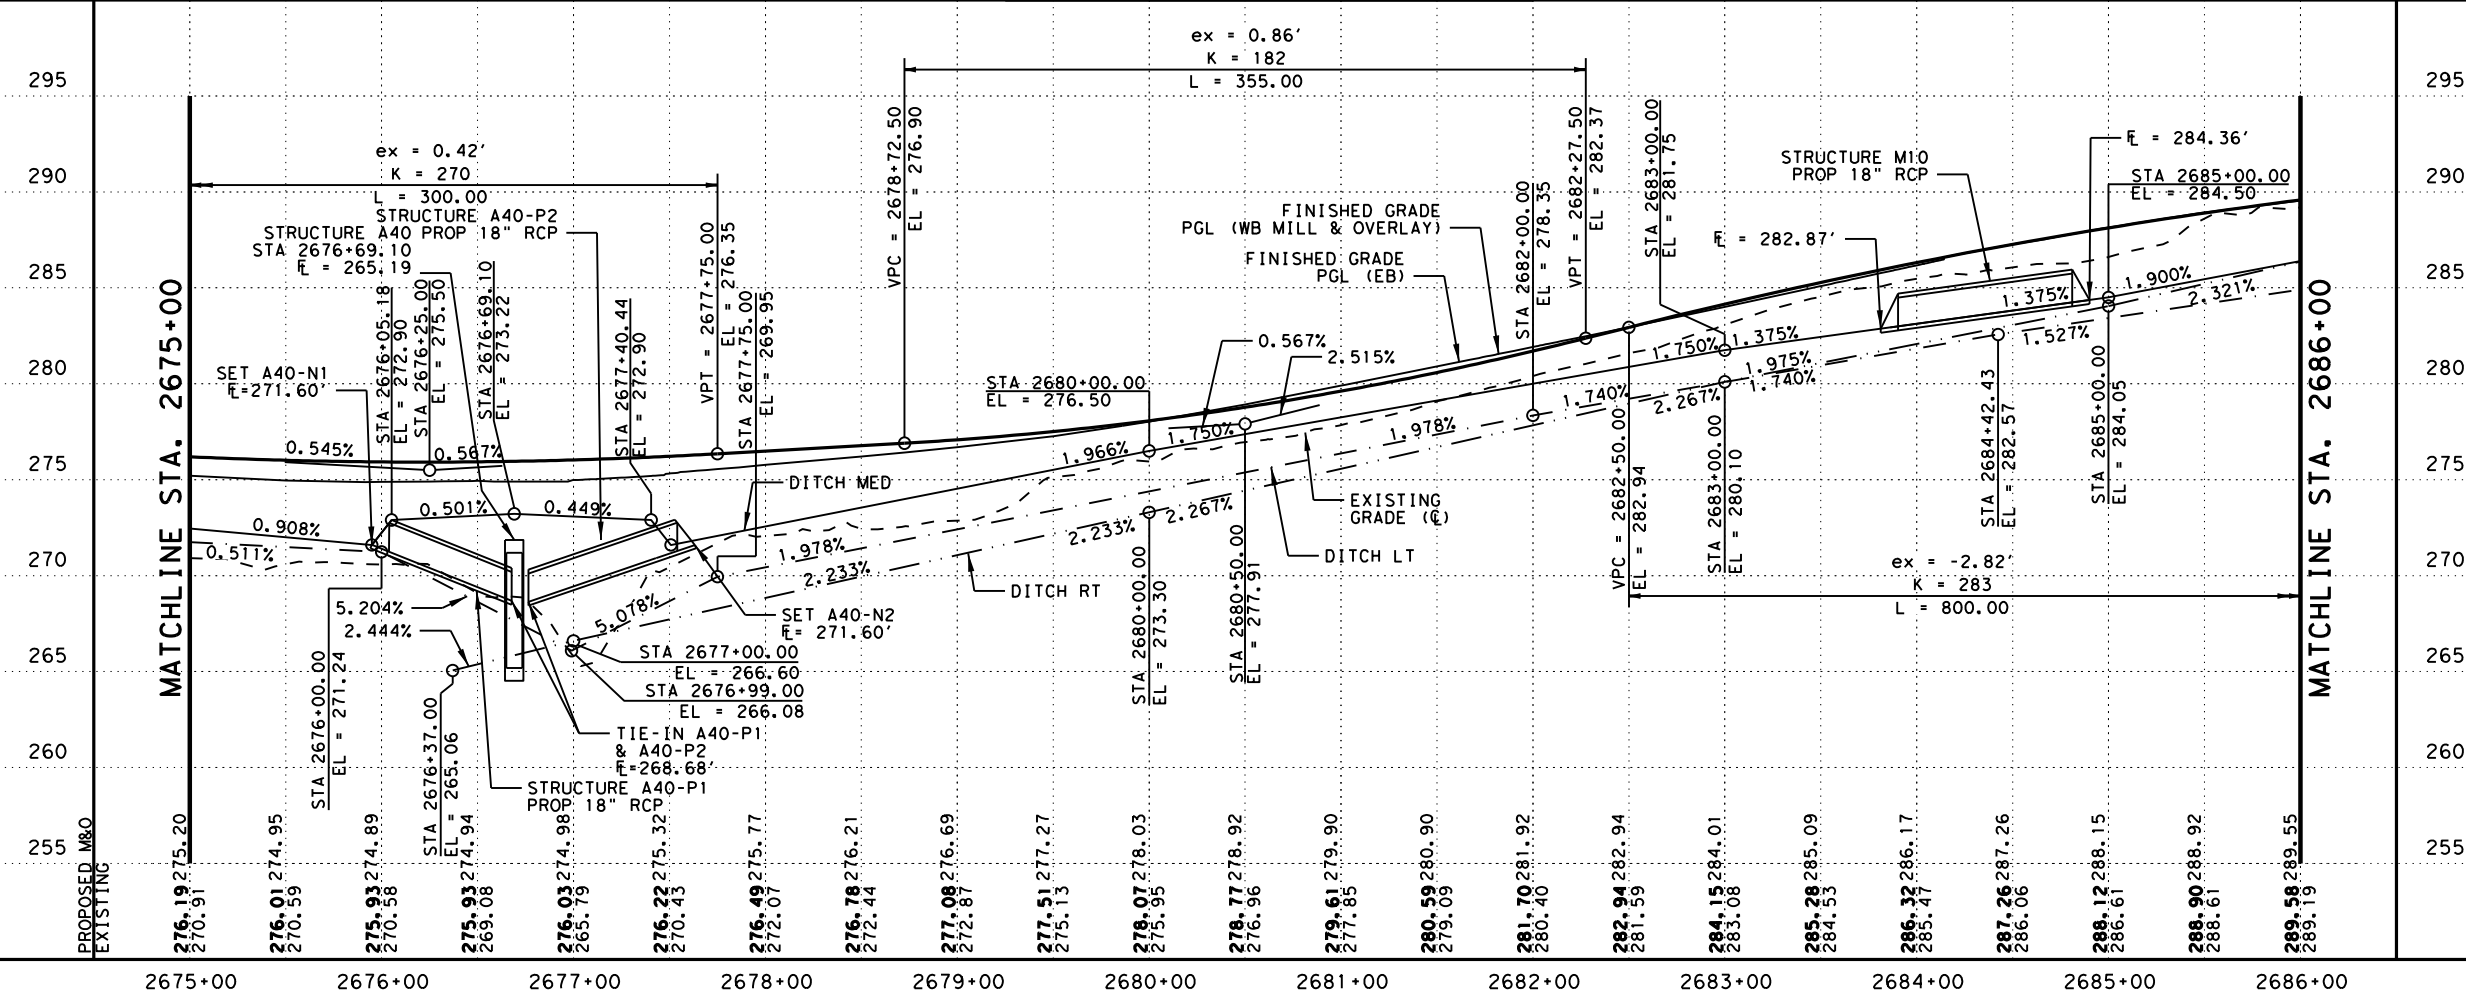 ex = 0.86'
K = 182
L = 355.00
295
295
ex = 0.42'
K = 270
L = 300.00
290
290
STRUCTURE A40-P2
PROP 18" RCP
STRUCTURE A40
STA 2676+69.10
FL = 265.19
285
285
280
280
275
275
270
270
265
265
260
260
255
255
MATCHLINE STA. 2675+00
MATCHLINE STA. 2686+00
SET A40-N1
FL=271.60'
STA 2676+05.18
EL = 272.90
STA 2676+25.00
EL = 275.50
STA 2676+69.10
EL = 273.22
STA 2677+40.44
EL = 272.90
VPT = 2677+75.00
EL = 276.35
STA 2677+75.00
EL = 269.95
VPC = 2678+72.50
EL = 276.90
STA 2680+00.00
EL = 276.50
FINISHED GRADE
PGL (WB MILL & OVERLAY)
FINISHED GRADE
PGL (EB)
0.567%
2.515%
STA 2682+00.00
EL = 278.35
VPT = 2682+27.50
EL = 282.37
STA 2683+00.00
EL = 281.75
STRUCTURE M10
PROP 18" RCP
FL = 282.87'
FL = 284.36'
STA 2685+00.00
EL = 284.50
0.545%
0.567%
0.908%
0.511%
0.501%
0.449%
1.966%
1.750%
1.978%
1.740%
2.267%
1.750%
1.375%
1.975%
1.740%
1.375%
1.900%
2.321%
1.527%
DITCH MED
1.978%
2.233%
2.233%
2.267%
5.078%
5.204%
2.444%
EXISTING
GRADE (CL)
DITCH LT
DITCH RT
SET A40-N2
FL= 271.60'
STA 2677+00.00
EL = 266.60
STA 2676+99.00
EL = 266.08
TIE-IN A40-P1
& A40-P2
FL=268.68'
STRUCTURE A40-P1
PROP 18" RCP
STA 2676+00.00
EL = 271.24
STA 2676+37.00
EL = 265.06
STA 2680+00.00
EL = 273.30
STA 2680+50.00
EL = 277.91
VPC = 2682+50.00
EL = 282.94
STA 2683+00.00
EL = 280.10
STA 2684+42.43
EL = 282.57
STA 2685+00.00
EL = 284.05
ex = -2.82'
K = 283
L = 800.00
PROPOSED M&O
EXISTING
276.19 275.20
270.91
276.01 274.95
270.59
275.93 274.89
270.58
275.93 274.94
269.08
276.03 274.98
265.79
276.22 275.32
270.43
276.49 275.77
272.07
276.78 276.21
272.44
277.08 276.69
272.87
277.51 277.27
275.13
278.07 278.03
275.95
278.77 278.92
276.96
279.61 279.90
277.85
280.59 280.90
279.09
281.70 281.92
280.40
282.94 282.94
281.59
284.15 284.01
283.08
285.28 285.09
284.53
286.32 286.17
285.47
287.26 287.26
286.06
288.12 288.15
286.61
288.90 288.92
288.61
289.58 289.55
289.19
2675+00
2676+00
2677+00
2678+00
2679+00
2680+00
2681+00
2682+00
2683+00
2684+00
2685+00
2686+00